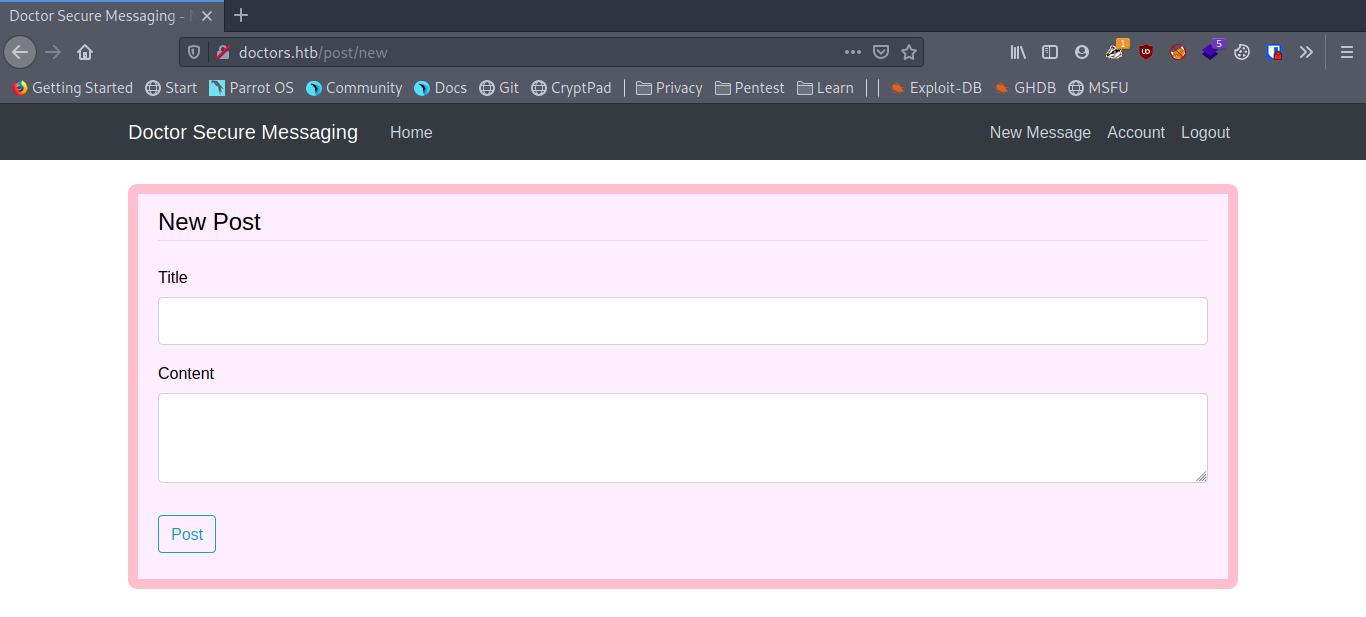 Doctor Secure Messaging -
doctors.htb/post/new
1
UD
5
Getting Started Start Parrot OS Community Docs Git CryptPad Privacy Pentest Learn Exploit-DB GHDB MSFU
Doctor Secure Messaging Home New Message Account Logout
New Post
Title
Content
Post